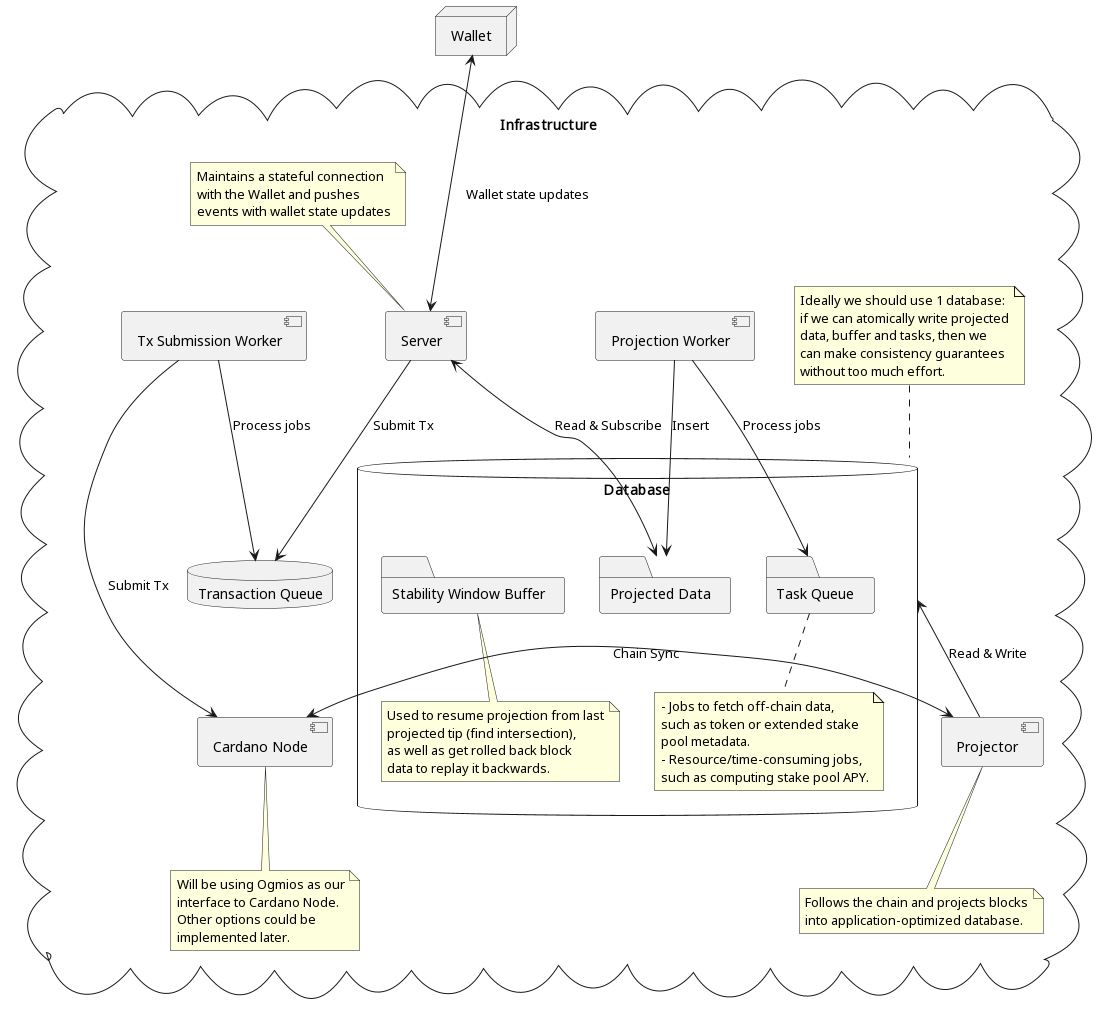 Wallet
Infrastructure
Maintains a stateful connection
with the Wallet and pushes
events with wallet state updates
Wallet state updates
Ideally we should use 1 database:
if we can atomically write projected
data, buffer and tasks, then we
can make consistency guarantees
without too much effort.
Tx Submission Worker
Server
Projection Worker
Process jobs
Submit Tx
Read & Subscribe
Insert
Process jobs
Database
Submit Tx
Transaction Queue
Stability Window Buffer
Projected Data
Task Queue
Chain Sync
Read & Write
Used to resume projection from last
projected tip (find intersection),
as well as get rolled back block
data to replay it backwards.
- Jobs to fetch off-chain data,
such as token or extended stake
pool metadata.
- Resource/time-consuming jobs,
such as computing stake pool APY.
Cardano Node
Projector
Will be using Ogmios as our
interface to Cardano Node.
Other options could be
implemented later.
Follows the chain and projects blocks
into application-optimized database.